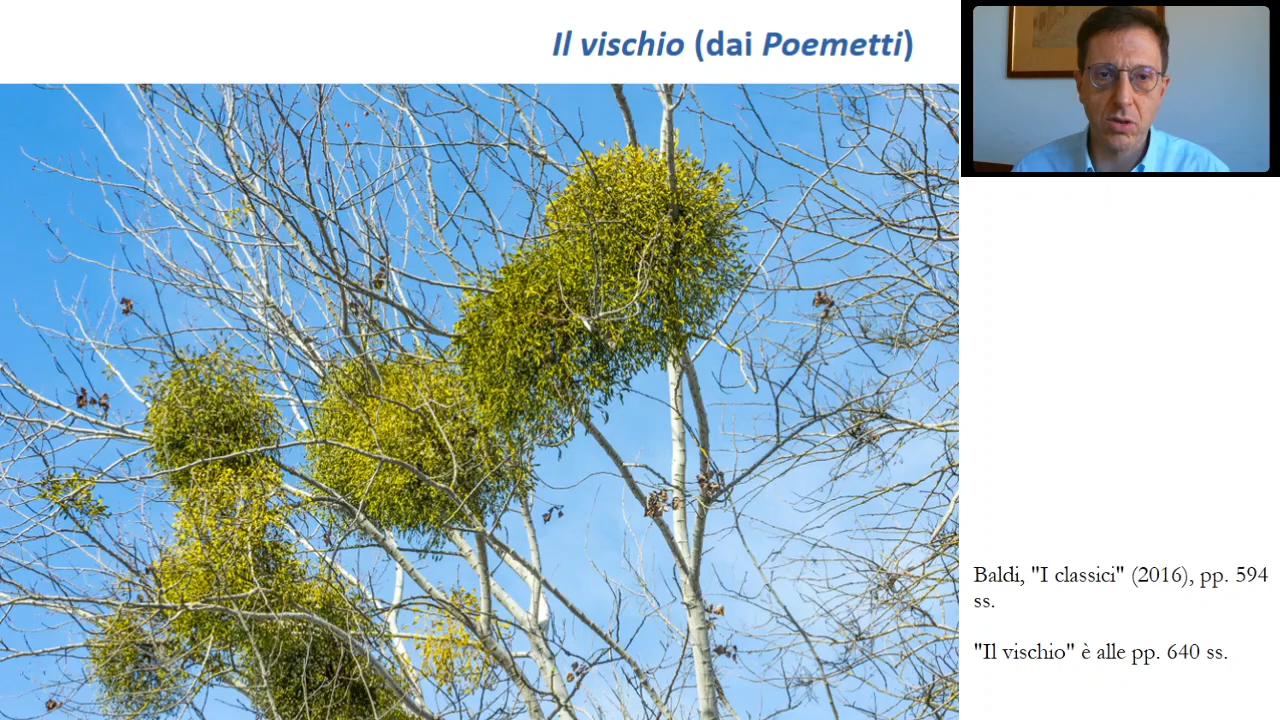 Il vischio (dai Poemetti)
Baldi, "I classici" (2016), pp. 594
ss.
"Il vischio" è alle pp. 640 ss.